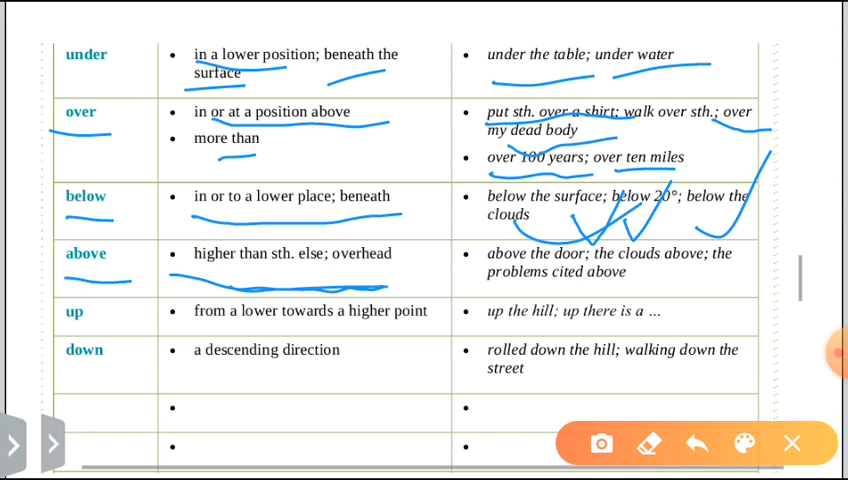 under
in a lower position; beneath the
surface
under the table; under water
over
in or at a position above
more than
put sth. over a shirt; walk over sth.; over
my dead body
over 100 years; over ten miles
below
in or to a lower place; beneath
below the surface; below 20°; below the
clouds
above
higher than sth. else; overhead
above the door; the clouds above; the
problems cited above
up
from a lower towards a higher point
up the hill; up there is a ...
down
a descending direction
rolled down the hill; walking down the
street